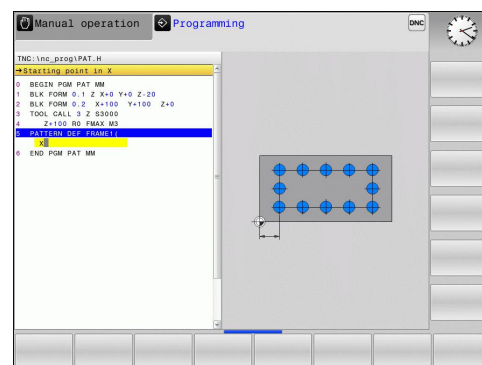 Manual operation
Programming
DNC
TNC:\nc_prog\PAT.H
→Starting point in X
0 BEGIN PGM PAT MM
1 BLK FORM 0.1 Z X+0 Y+0 Z-20
2 BLK FORM 0.2 X+100 Y+100 Z+0
3 TOOL CALL 3 Z S3000
4 Z+100 R0 FMAX M3
5 PATTERN DEF FRAME1(
X
6 END PGM PAT MM